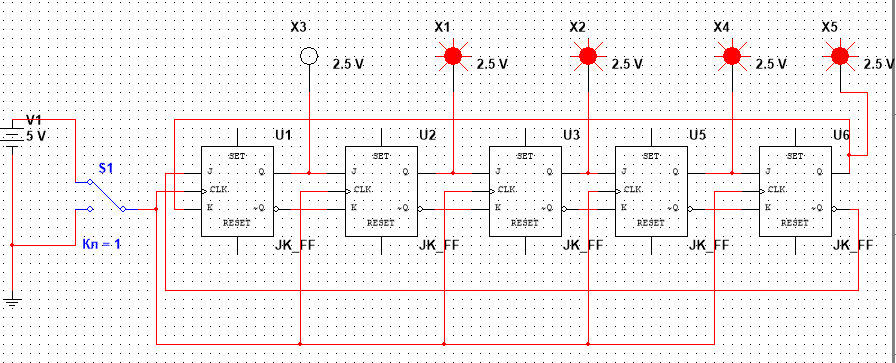 X3 X1 X2 X4 X5
2.5 V 2.5 V 2.5 V 2.5 V 2.5 V
V1
5 V
S1
Кл = 1
U1 U2 U3 U5 U6
SET SET SET SET SET
J Q J Q J Q J Q J Q
CLK CLK CLK CLK CLK
K ~Q K ~Q K ~Q K ~Q K ~Q
RESET RESET RESET RESET RESET
JK_FF JK_FF JK_FF JK_FF JK_FF